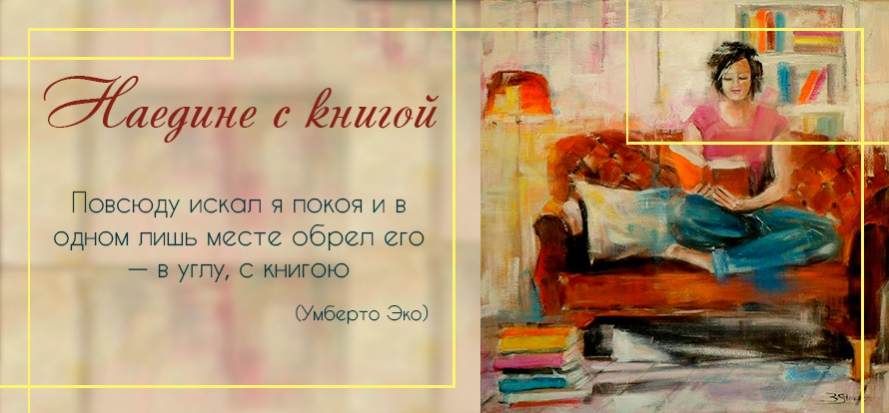 Наедине с книгой
Повсюду искал я покоя и в
одном лишь месте обрел его
— в углу, с книгою
(Умберто Эко)